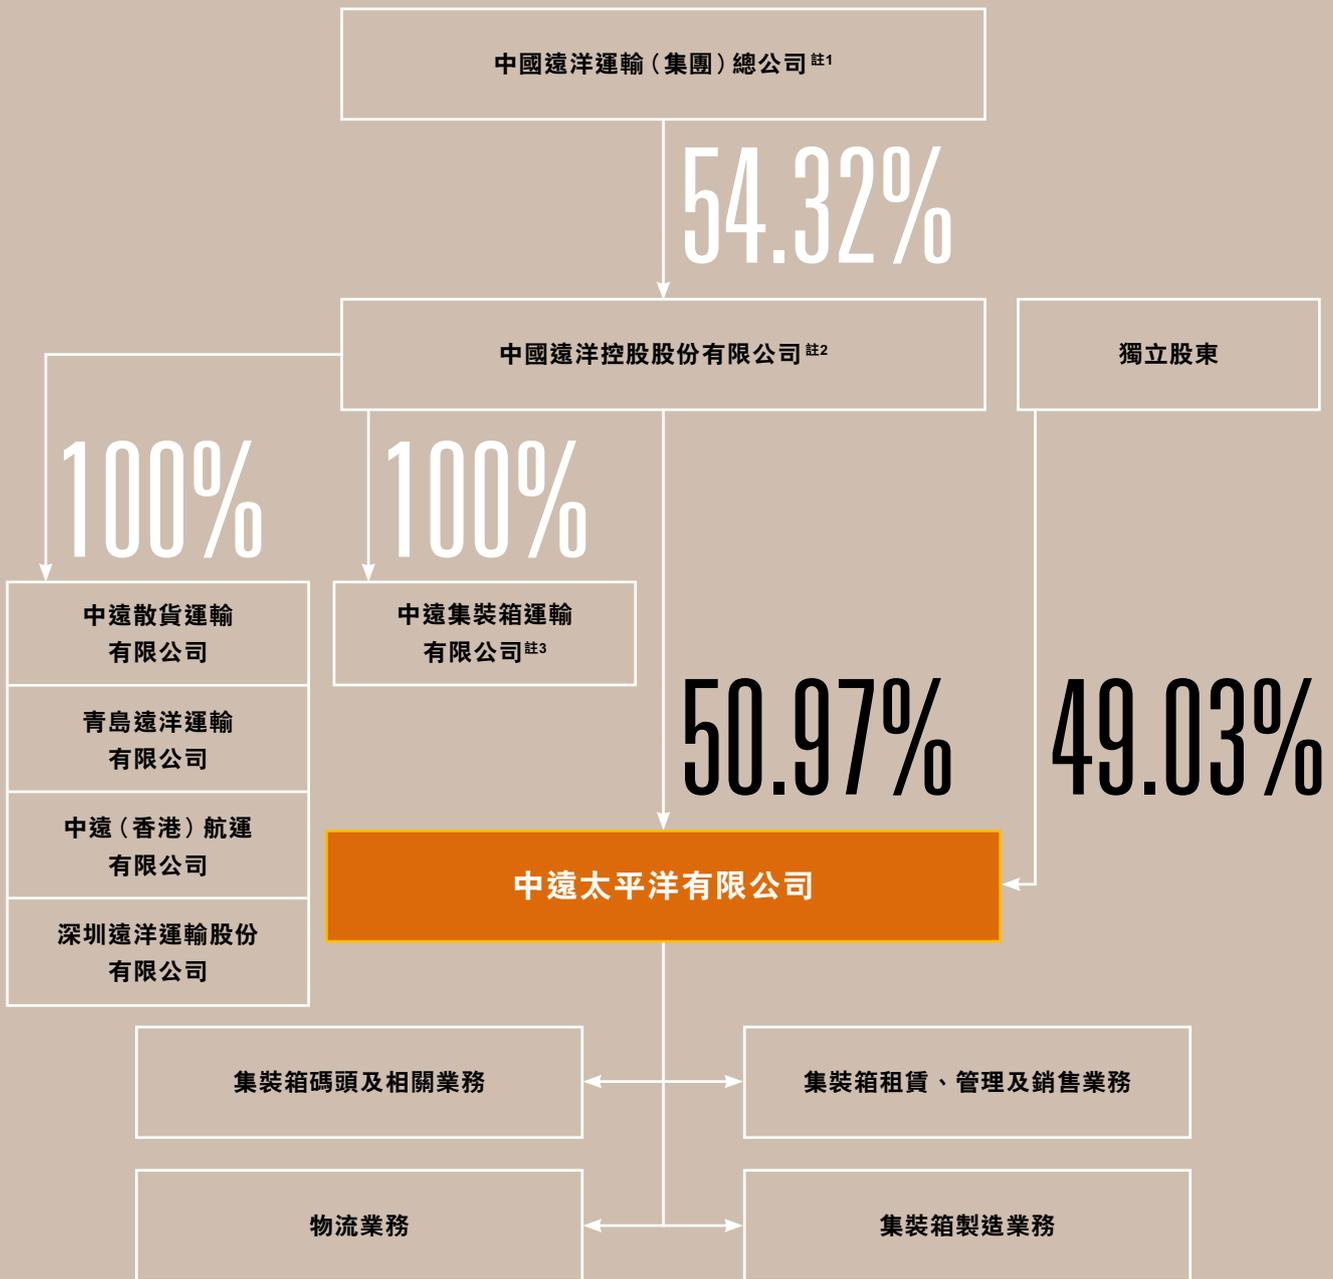 中國遠洋運輸（集團）總公司註1
54.32%
中國遠洋控股股份有限公司註2
獨立股東
100%
100%
中遠散貨運輸
有限公司
中遠集裝箱運輸
有限公司註3
青島遠洋運輸
有限公司
50.97%
49.03%
中遠（香港）航運
有限公司
中遠太平洋有限公司
深圳遠洋運輸股份
有限公司
集裝箱碼頭及相關業務
集裝箱租賃、管理及銷售業務
物流業務
集裝箱製造業務